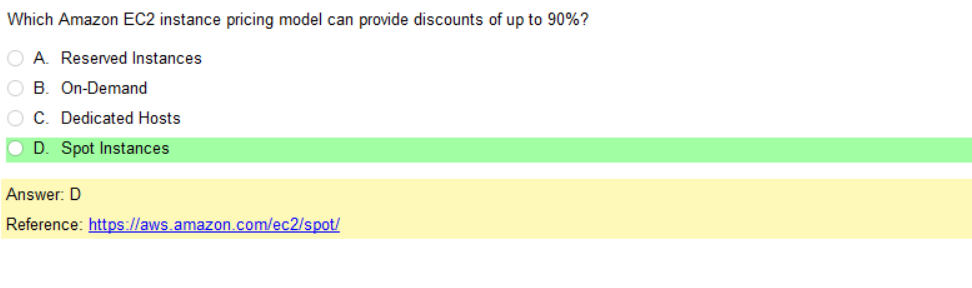 Which Amazon EC2 instance pricing model can provide discounts of up to 90%?
A. Reserved Instances
B. On-Demand
C. Dedicated Hosts
D. Spot Instances
Answer: D
Reference: https://aws.amazon.com/ec2/spot/